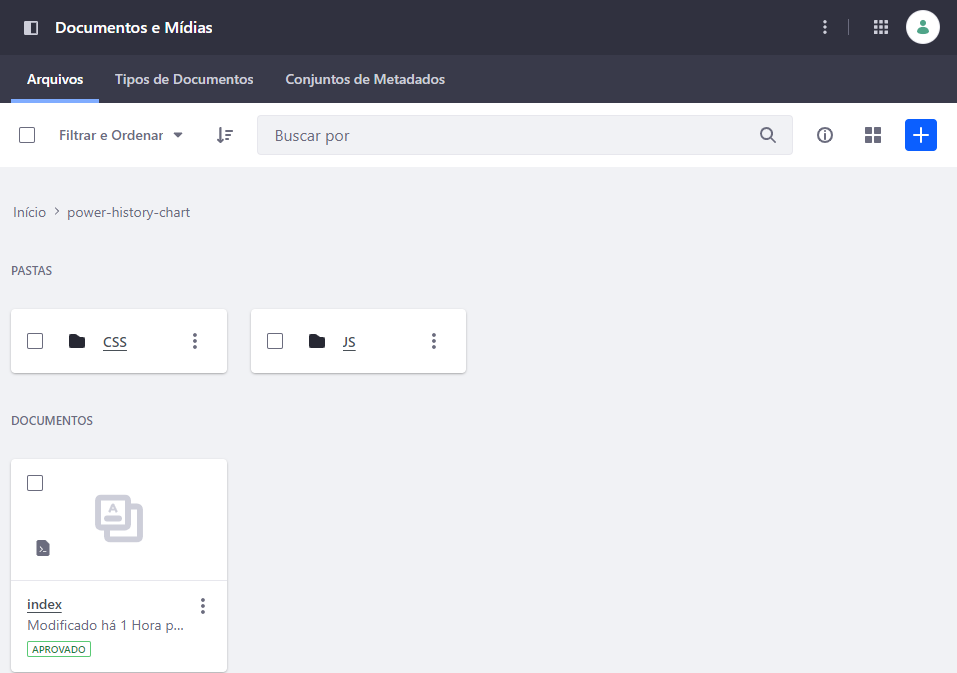 Documentos e Mídias
Arquivos Tipos de Documentos Conjuntos de Metadados
Filtrar e Ordenar Buscar por
Início power-history-chart
PASTAS
CSS JS
DOCUMENTOS
A
index
Modificado há 1 Hora p...
APROVADO